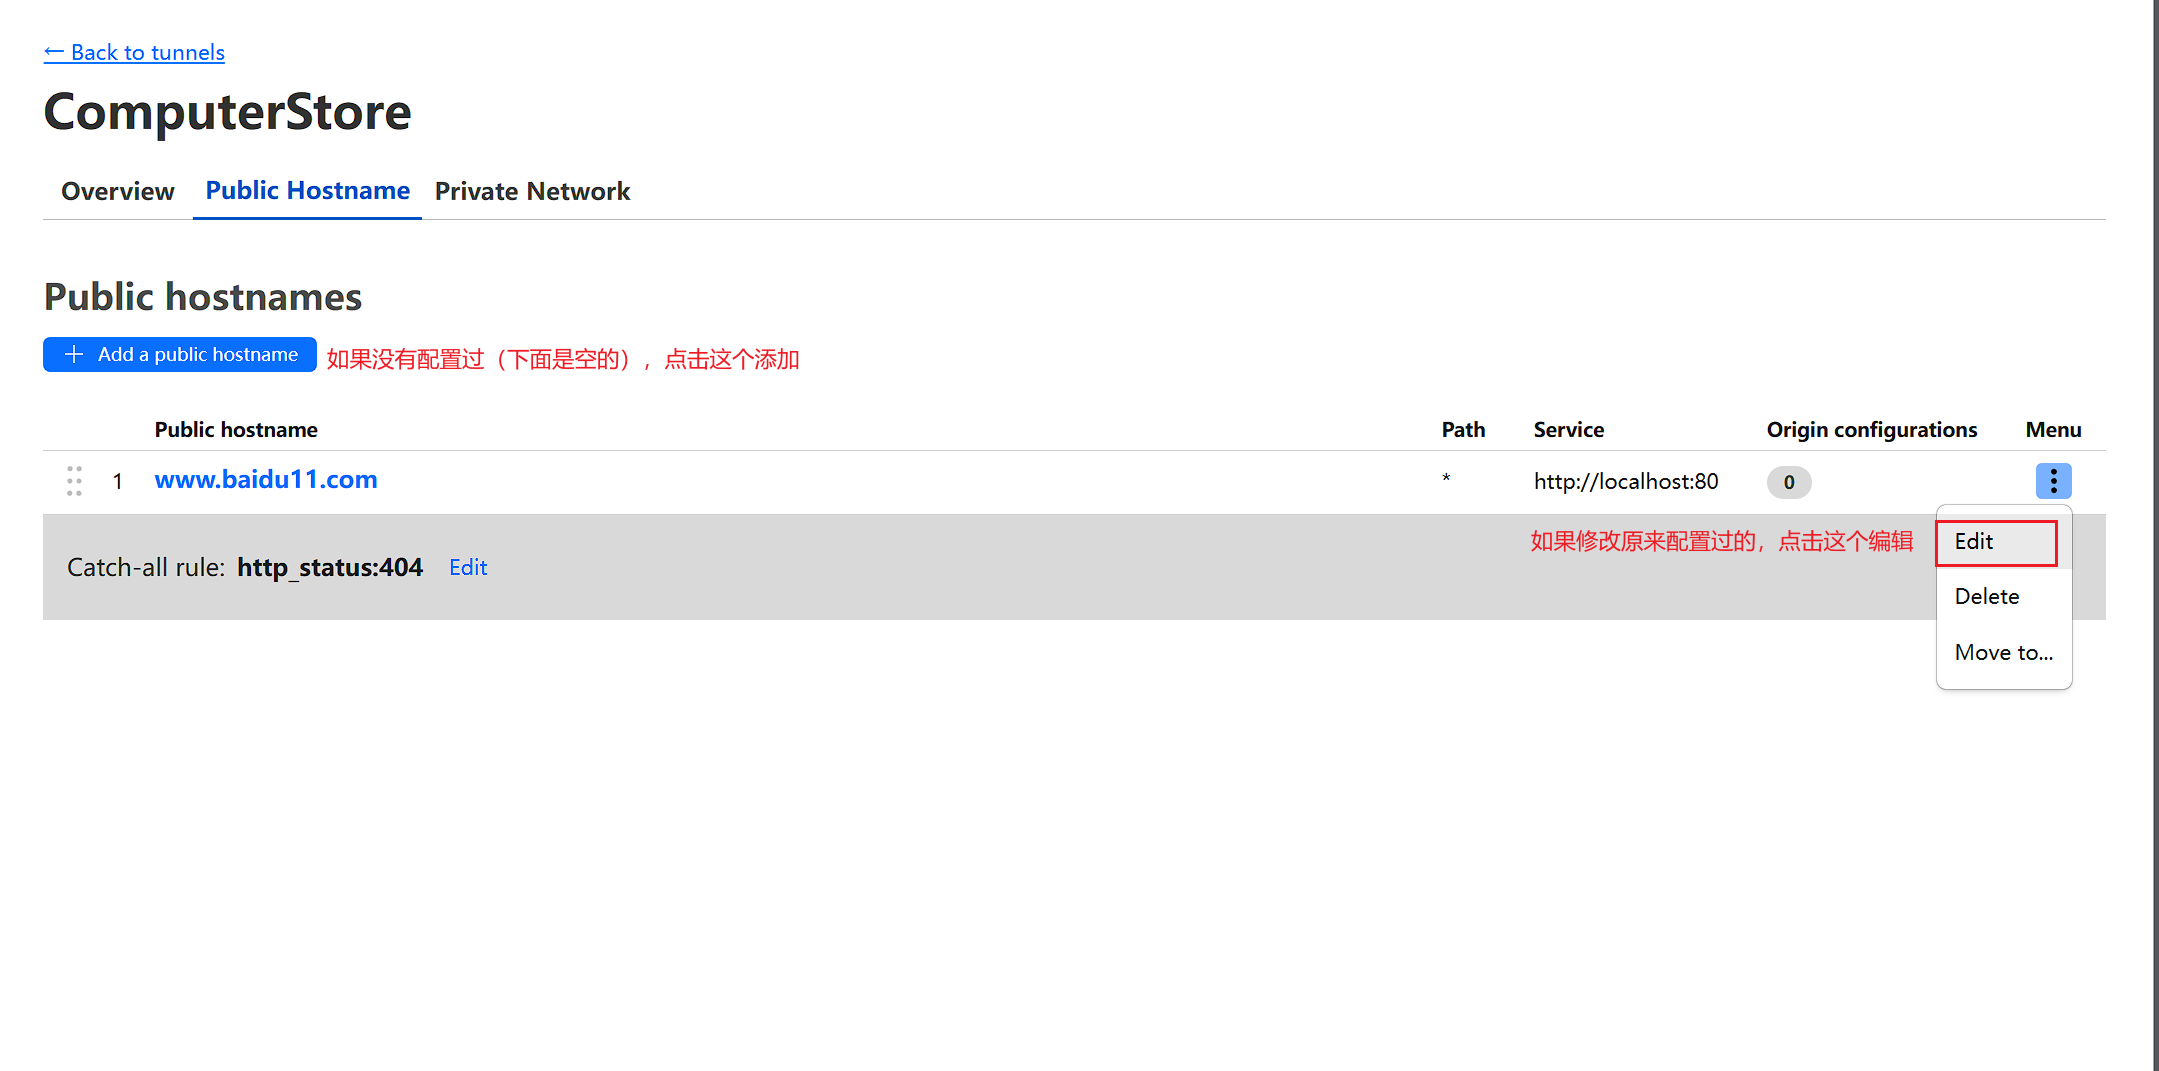 ← Back to tunnels
ComputerStore
Overview Public Hostname Private Network
Public hostnames
+ Add a public hostname 如果没有配置过（下面是空的），点击这个添加
Public hostname Path Service Origin configurations Menu
1 www.baidu11.com * http://localhost:80 0
如果修改原来配置过的，点击这个编辑 Edit
Catch-all rule: http_status:404 Edit
Delete
Move to...